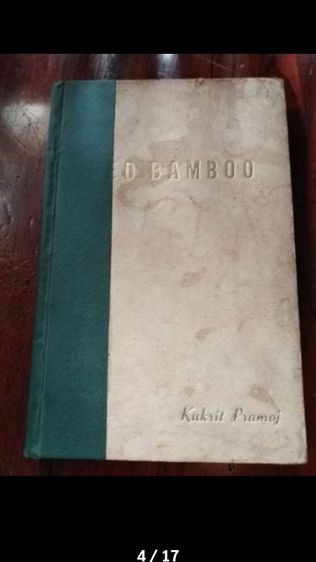 ED BAMBOO
Kukrit Pramoj
4 / 17